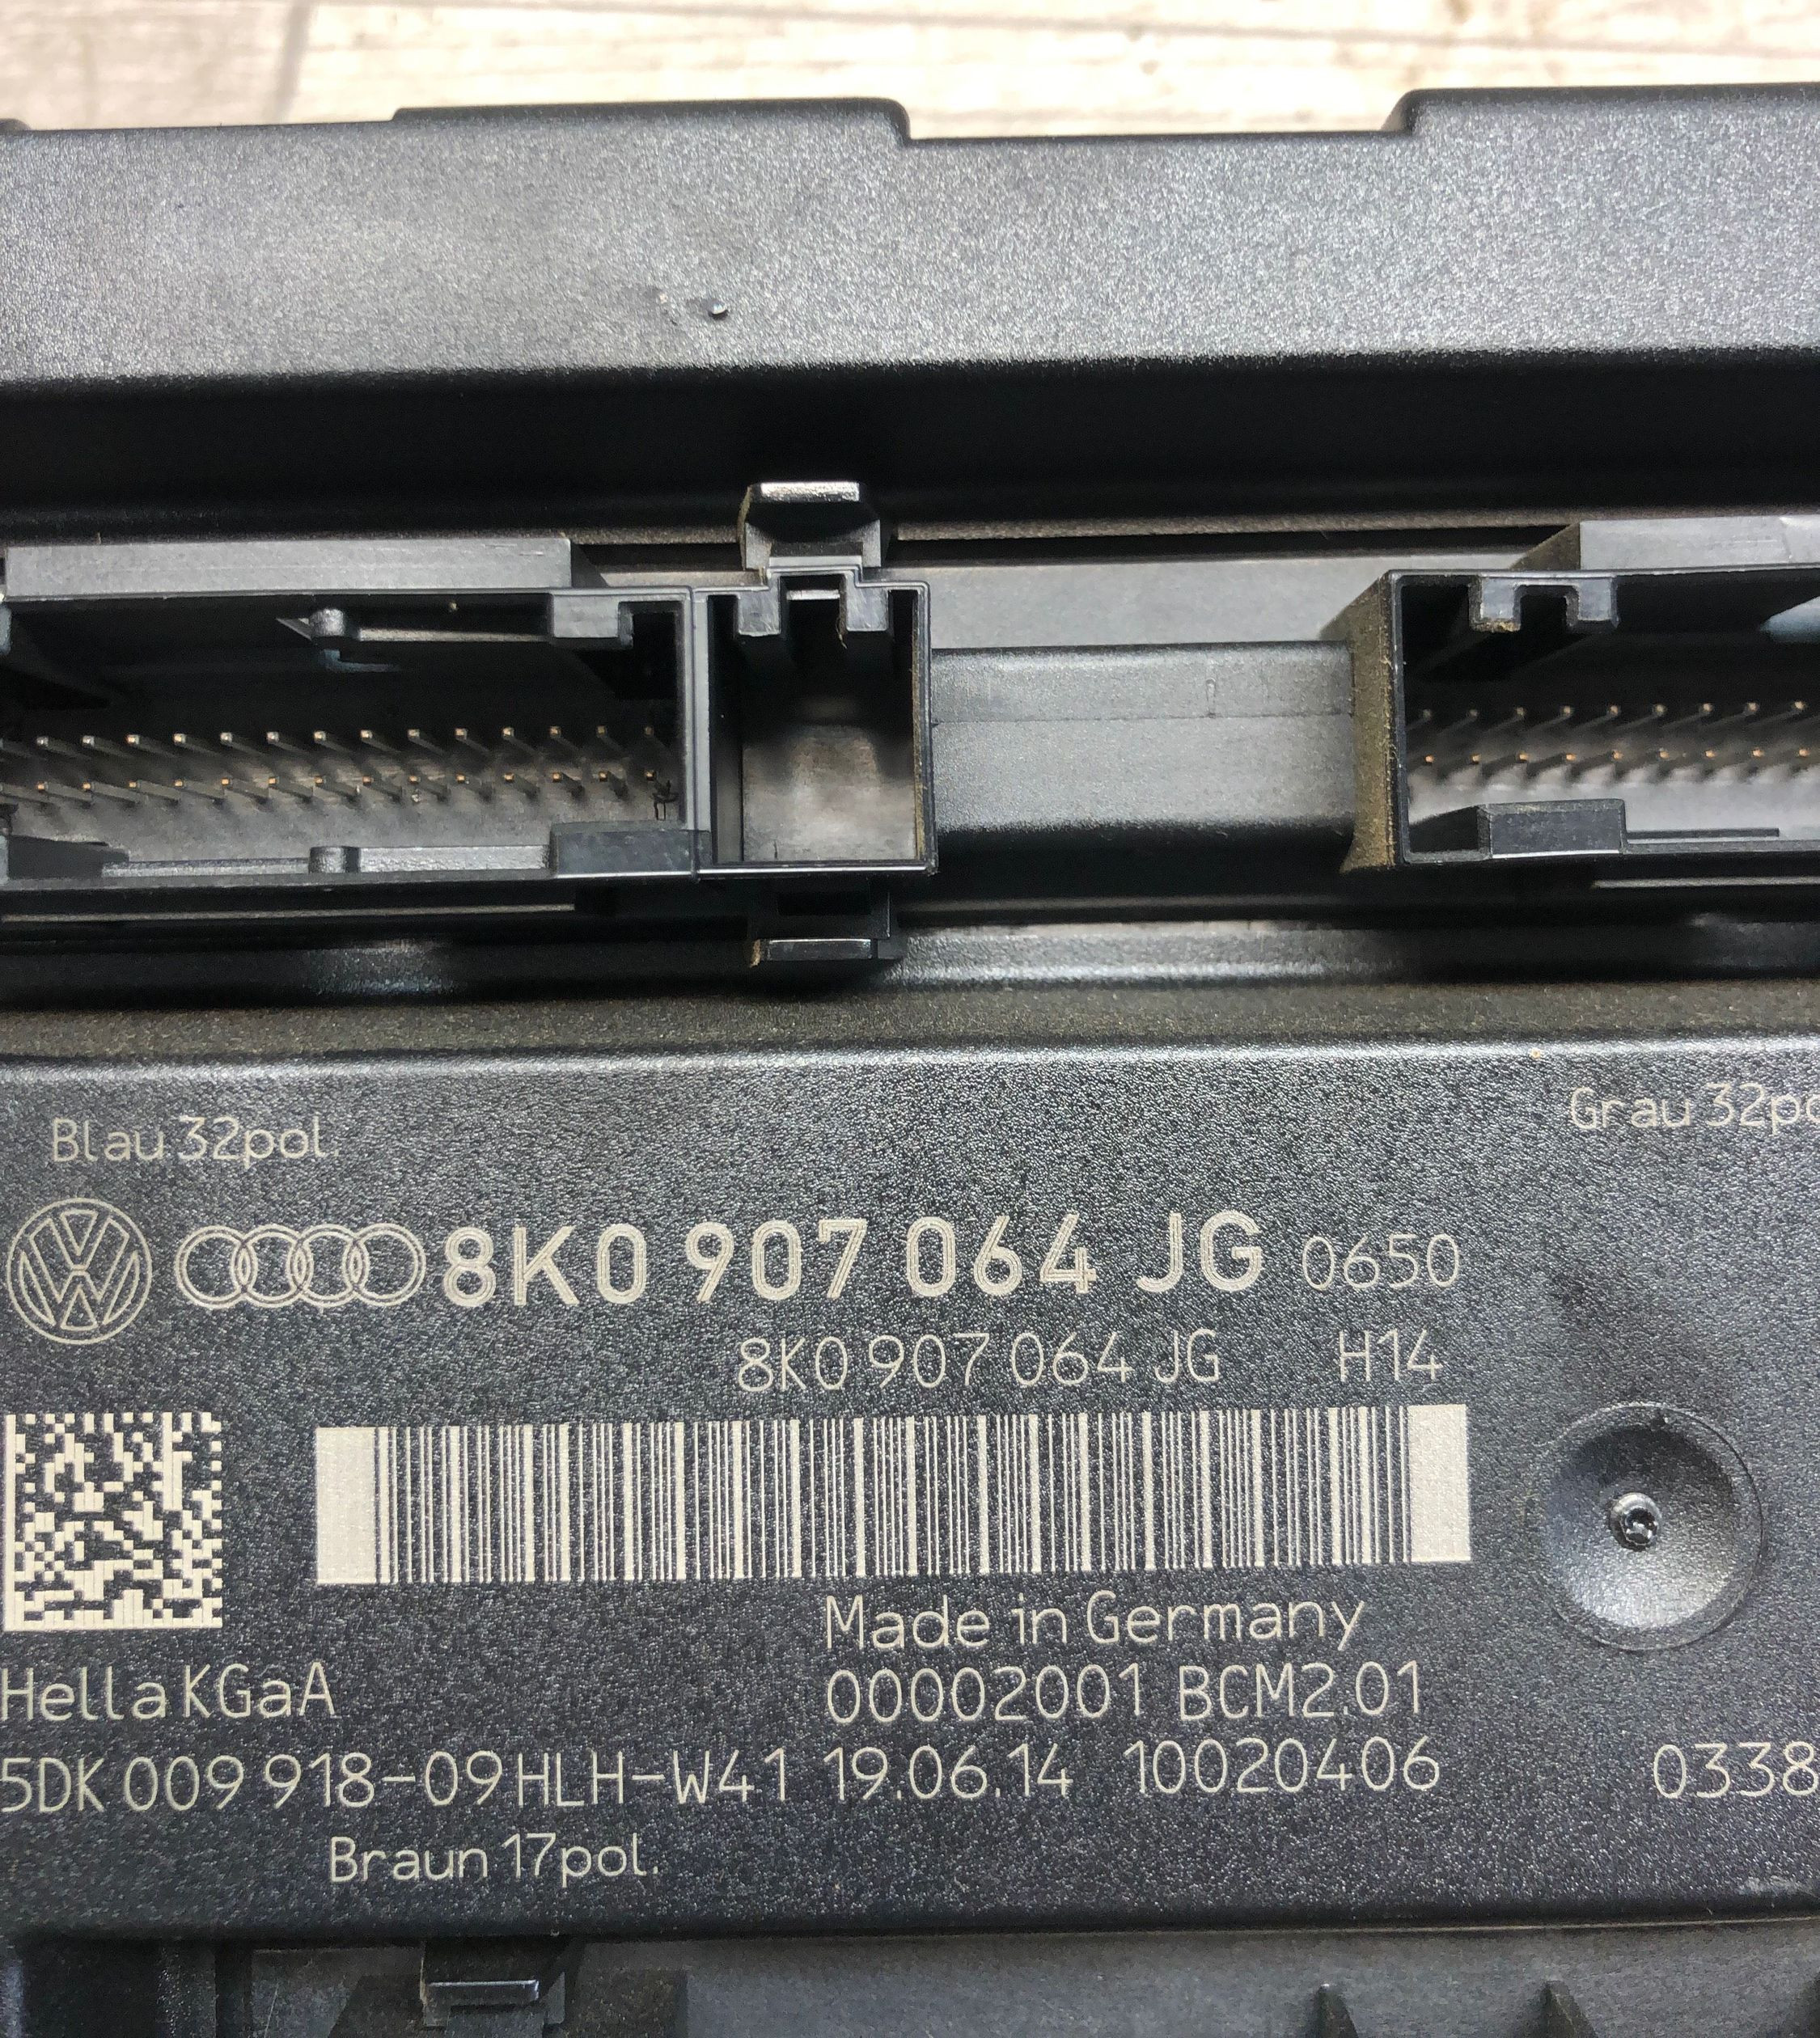 Blau 32pol.
Grau 32po
8K0 907 064 JG 0650
8K0 907 064 JG H14
Made in Germany
Hella KGaA
00002001 BCM2.01
5DK 009 918-09 HLH-W41 19.06.14 10020406
0338
Braun 17pol.